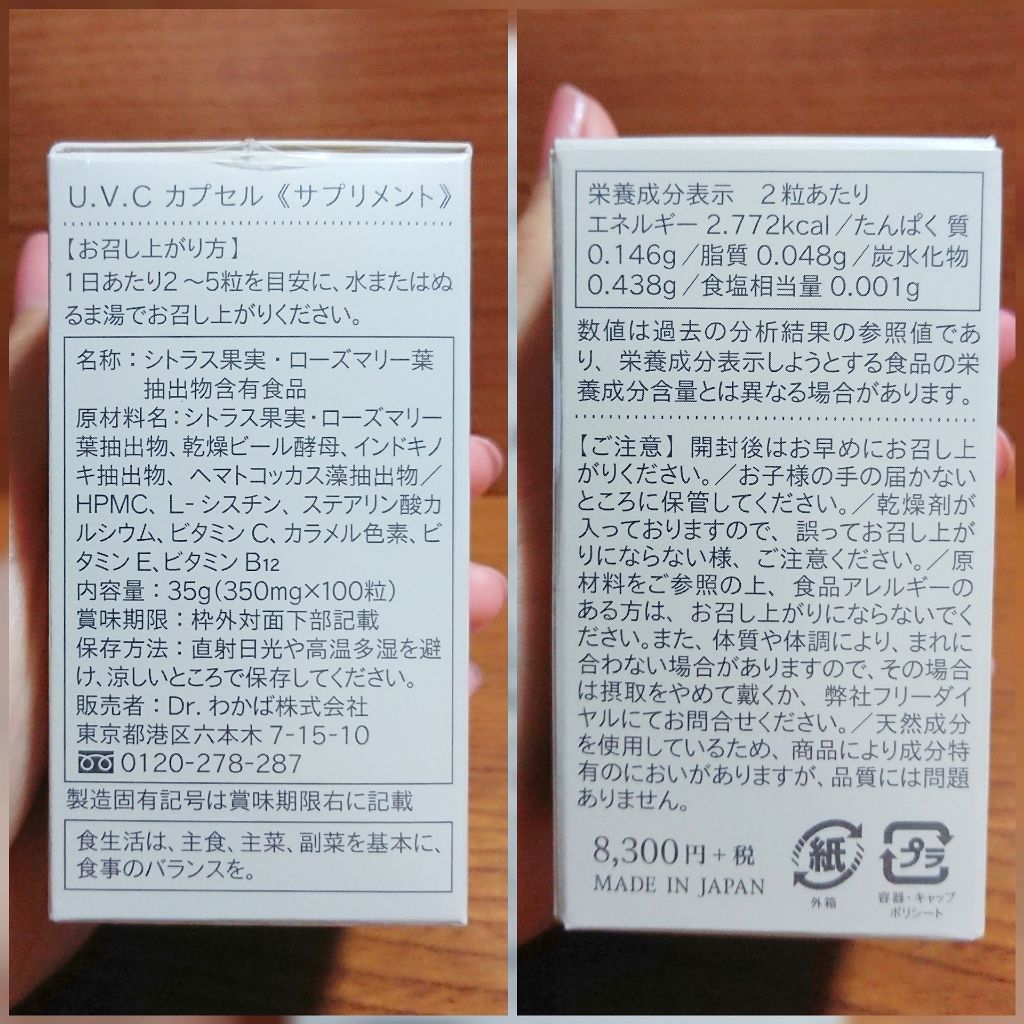 U.V.C カプセル《サプリメント》
【お召し上がり方】
1日あたり2～5粒を目安に、水またはぬ
るま湯でお召し上がりください。
名称：シトラス果実・ローズマリー葉
抽出物含有食品
原材料名：シトラス果実・ローズマリー
葉抽出物、乾燥ビール酵母、インドキノ
キ抽出物、ヘマトコッカス藻抽出物／
HPMC、L-シスチン、ステアリン酸カ
ルシウム、ビタミンC、カラメル色素、ビ
タミンE、ビタミンB12
内容量：35g(350mg×100粒)
賞味期限：枠外対面下部記載
保存方法：直射日光や高温多湿を避
け、涼しいところで保存してください。
販売者：Dr.わかば株式会社
東京都港区六本木 7-15-10
0120-278-287
製造固有記号は賞味期限右に記載
食生活は、主食、主菜、副菜を基本に、
食事のバランスを。
栄養成分表示　2粒あたり
エネルギー 2.772kcal／たんぱく質
0.146g／脂質 0.048g／炭水化物
0.438g／食塩相当量 0.001g
数値は過去の分析結果の参照値であ
り、栄養成分表示しようとする食品の栄
養成分含量とは異なる場合があります。
【ご注意】開封後はお早めにお召し上
がりください。／お子様の手の届かない
ところに保管してください。／乾燥剤が
入っておりますので、誤ってお召し上が
りにならない様、ご注意ください。／原
材料をご参照の上、食品アレルギーの
ある方は、お召し上がりにならないでく
ださい。また、体質や体調により、まれに
合わない場合がありますので、その場合
は摂取をやめて戴くか、弊社フリーダイ
ヤルにてお問合せください。／天然成分
を使用しているため、商品により成分特
有のにおいがありますが、品質には問題
ありません。
8,300円+税
MADE IN JAPAN
紙
外箱
プラ
容器・キャップ
ポリシート